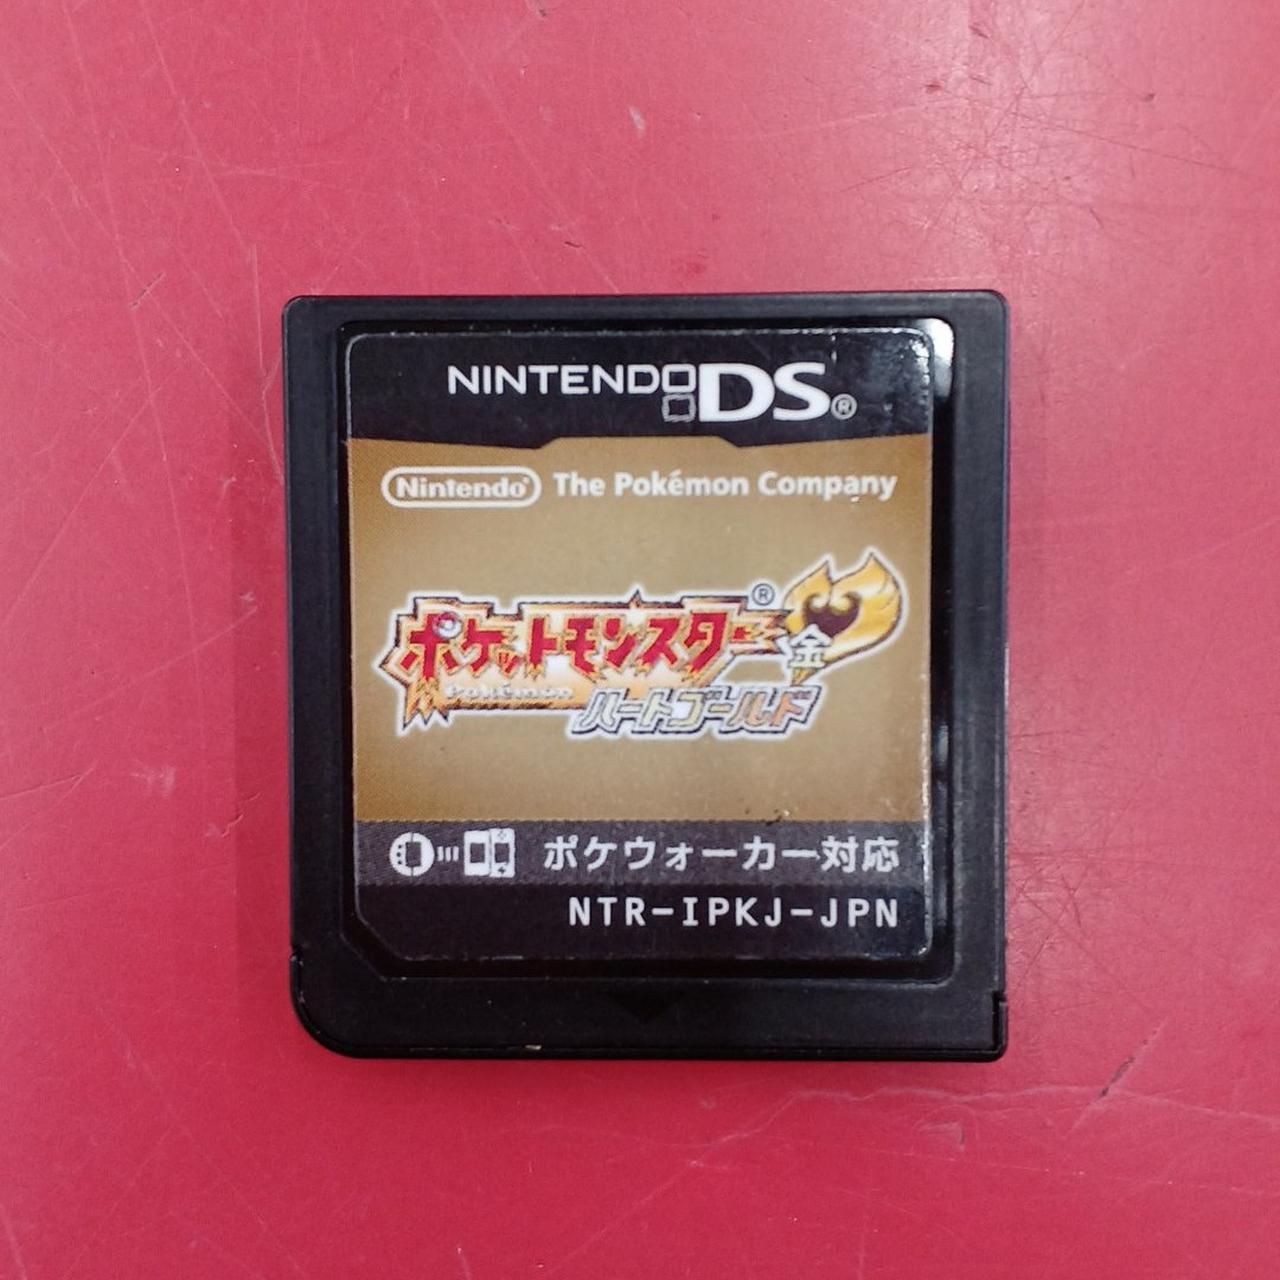 NINTENDO DS®
Nintendo® The Pokémon Company
ポケットモンスター® 金
Pokémon
ハートゴールド
ポケウォーカー対応
NTR-IPKJ-JPN